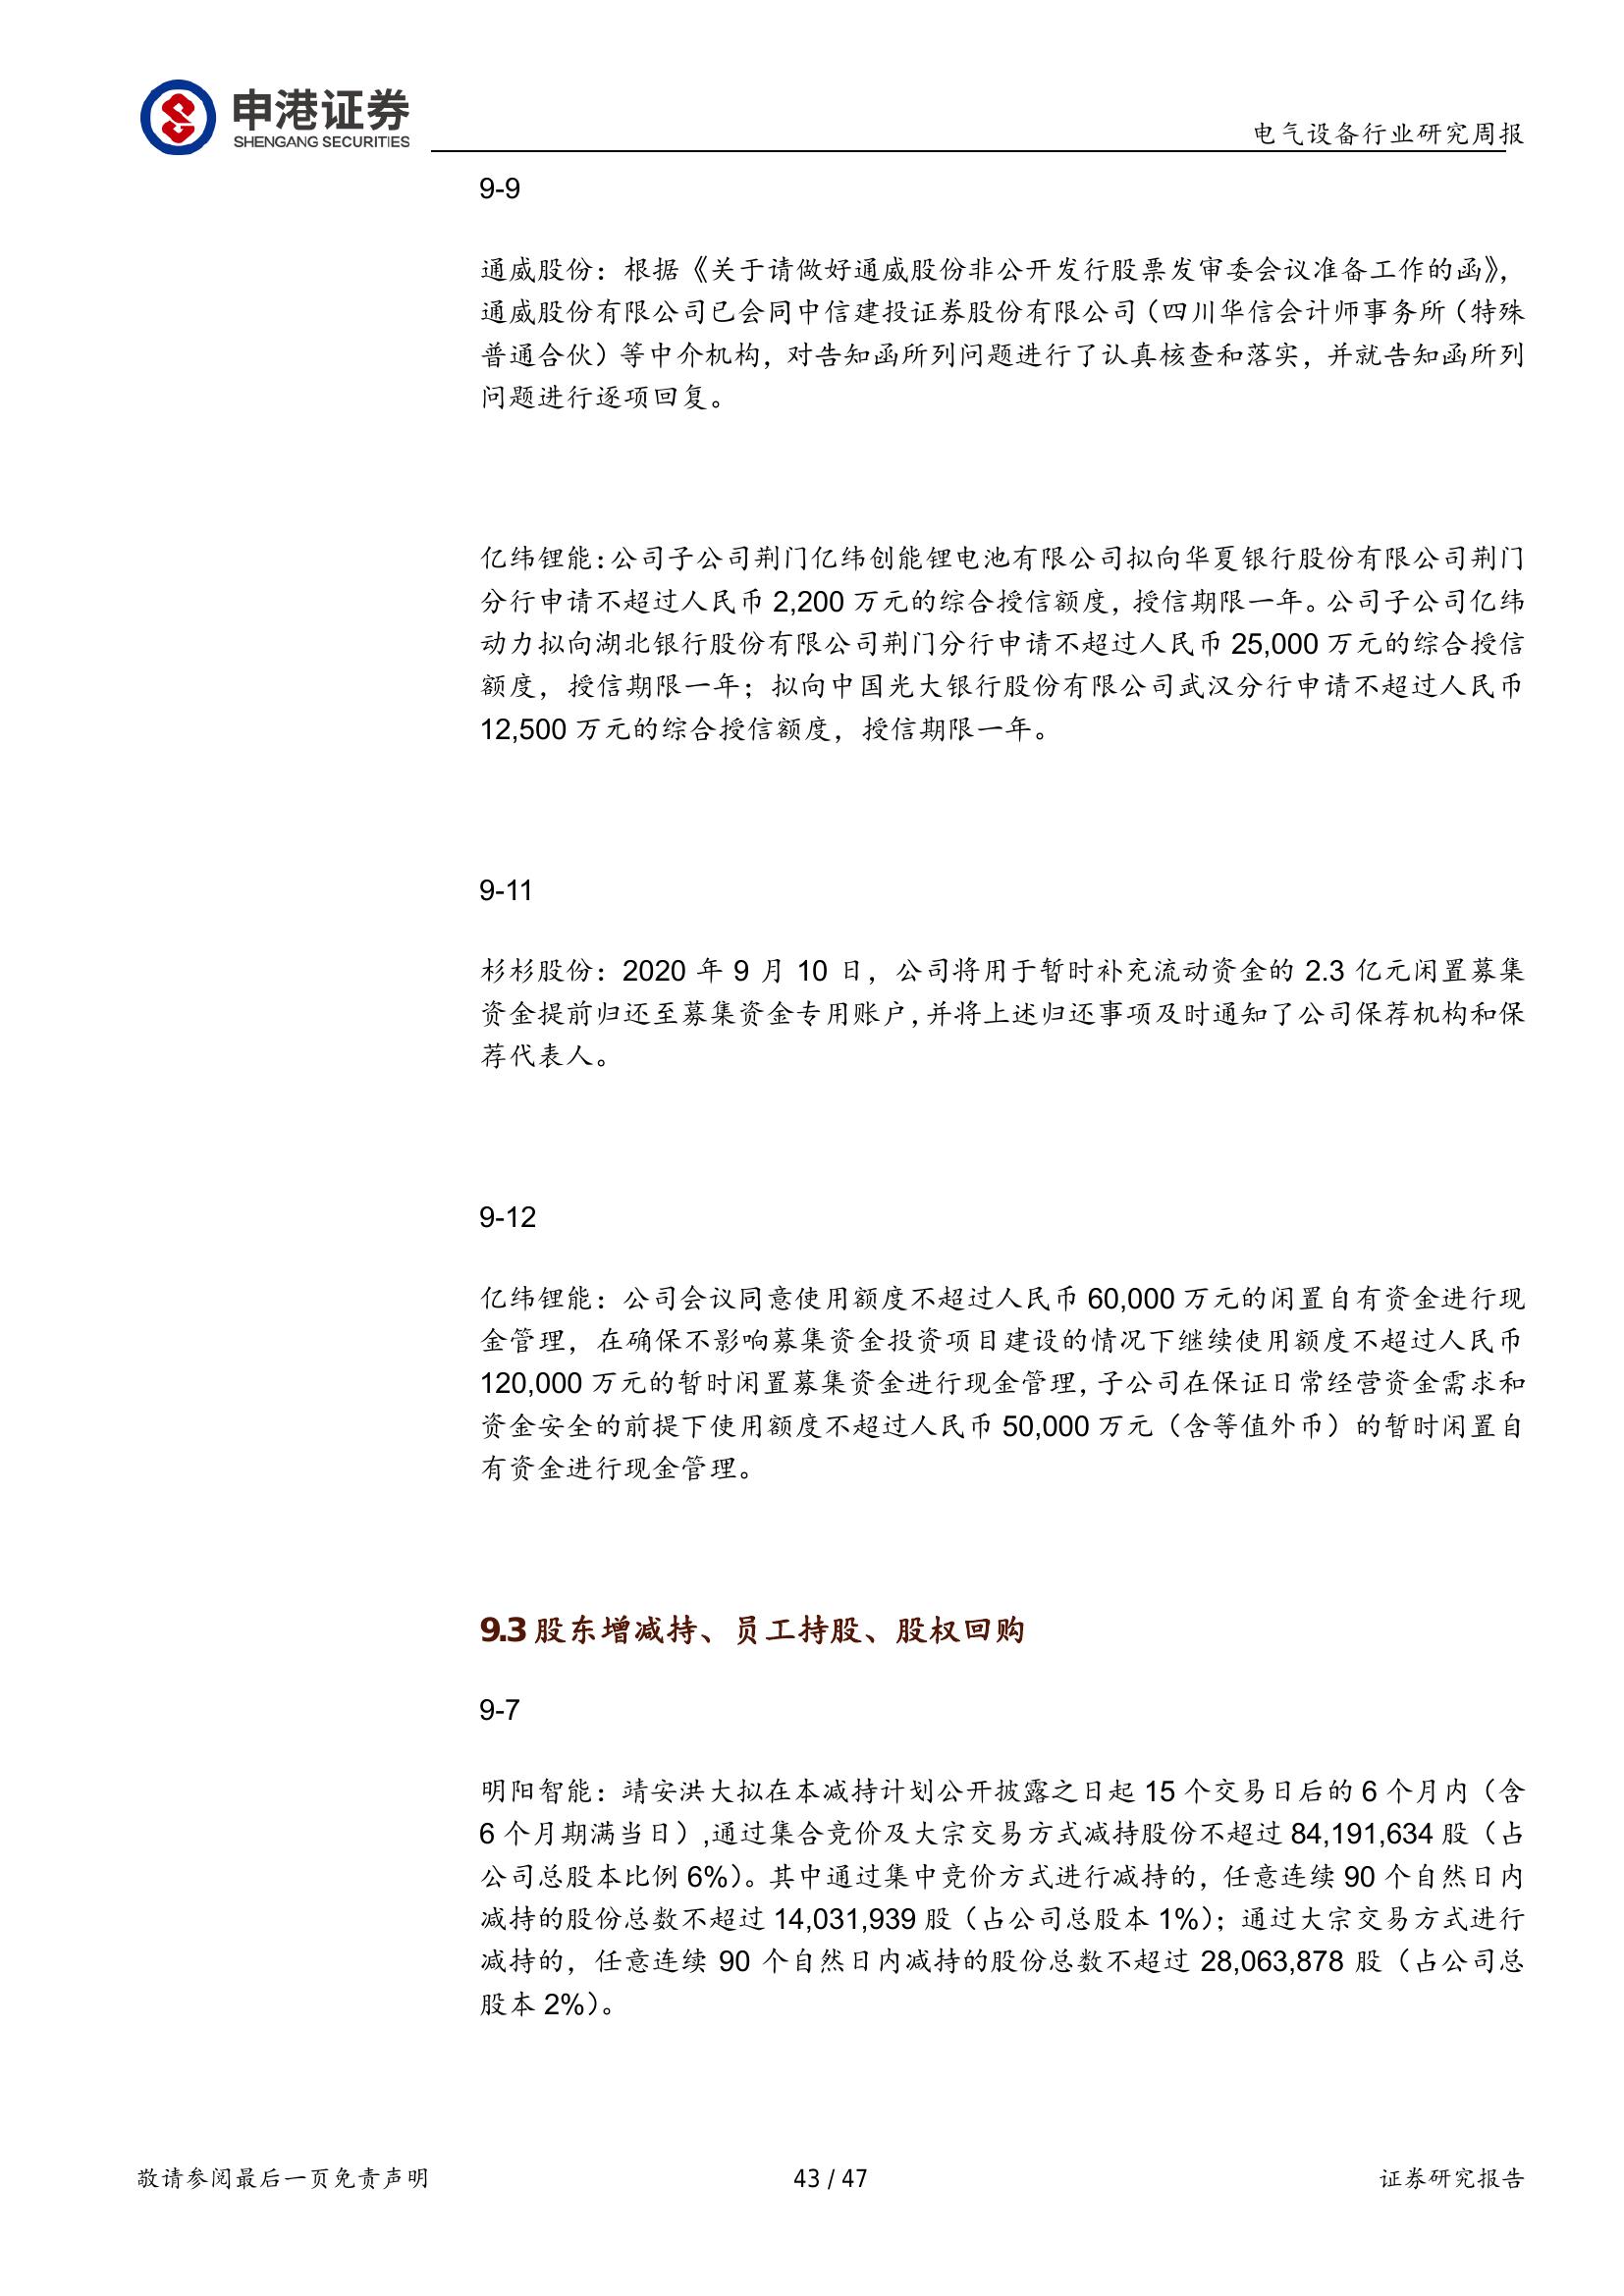 申港证券
SHENGANG SECURITIES
电气设备行业研究周报
9-9
通威股份：根据《关于请做好通威股份非公开发行股票发审委会议准备工作的函》，
通威股份有限公司已会同中信建投证券股份有限公司（四川华信会计师事务所（特殊
普通合伙）等中介机构，对告知函所列问题进行了认真核查和落实，并就告知函所列
问题进行逐项回复。
亿纬锂能：公司子公司荆门亿纬创能锂电池有限公司拟向华夏银行股份有限公司荆门
分行申请不超过人民币 2,200 万元的综合授信额度，授信期限一年。公司子公司亿纬
动力拟向湖北银行股份有限公司荆门分行申请不超过人民币 25,000 万元的综合授信
额度，授信期限一年；拟向中国光大银行股份有限公司武汉分行申请不超过人民币
12,500 万元的综合授信额度，授信期限一年。
9-11
杉杉股份：2020 年 9 月 10 日，公司将用于暂时补充流动资金的 2.3 亿元闲置募集
资金提前归还至募集资金专用账户，并将上述归还事项及时通知了公司保荐机构和保
荐代表人。
9-12
亿纬锂能：公司会议同意使用额度不超过人民币 60,000 万元的闲置自有资金进行现
金管理，在确保不影响募集资金投资项目建设的情况下继续使用额度不超过人民币
120,000 万元的暂时闲置募集资金进行现金管理，子公司在保证日常经营资金需求和
资金安全的前提下使用额度不超过人民币 50,000 万元（含等值外币）的暂时闲置自
有资金进行现金管理。
9.3 股东增减持、员工持股、股权回购
9-7
明阳智能：靖安洪大拟在本减持计划公开披露之日起 15 个交易日后的 6 个月内（含
6 个月期满当日）,通过集合竞价及大宗交易方式减持股份不超过 84,191,634 股（占
公司总股本比例 6%）。其中通过集中竞价方式进行减持的，任意连续 90 个自然日内
减持的股份总数不超过 14,031,939 股（占公司总股本 1%）；通过大宗交易方式进行
减持的，任意连续 90 个自然日内减持的股份总数不超过 28,063,878 股（占公司总
股本 2%）。
敬请参阅最后一页免责声明
43 / 47
证券研究报告